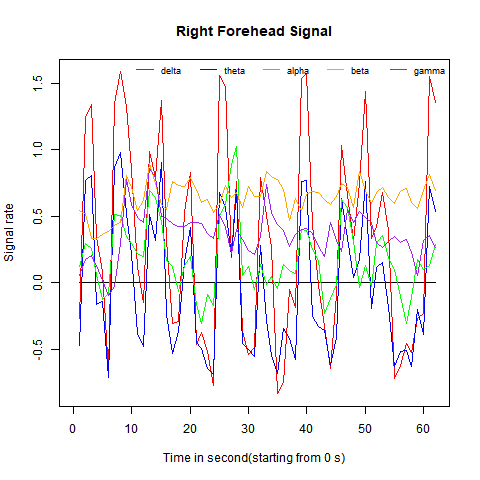 Right Forehead Signal
delta theta alpha beta gamma
Signal rate
1.5
1.0
0.5
0.0
-0.5
0 10 20 30 40 50 60
Time in second(starting from 0 s)